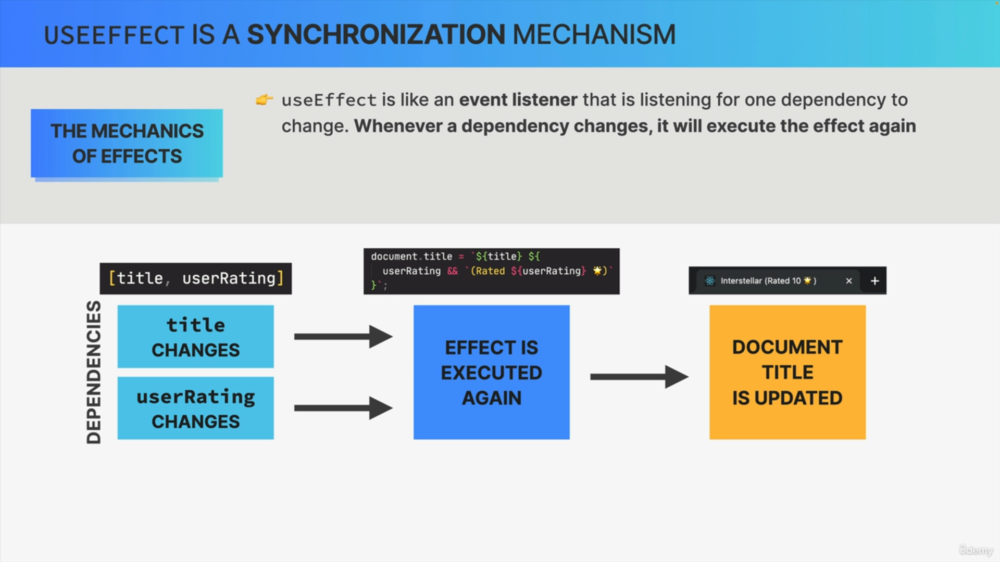 USEEFFECT IS A SYNCHRONIZATION MECHANISM
THE MECHANICS
OF EFFECTS
👉 useEffect is like an event listener that is listening for one dependency to
change. Whenever a dependency changes, it will execute the effect again
[title, userRating]
document.title = `${title} ${
userRating && `(Rated ${userRating} 🌟)`
}`;
Interstellar (Rated 10 🌟 ) × +
DEPENDENCIES
title
CHANGES
userRating
CHANGES
EFFECT IS
EXECUTED
AGAIN
DOCUMENT
TITLE
IS UPDATED
ûdemy